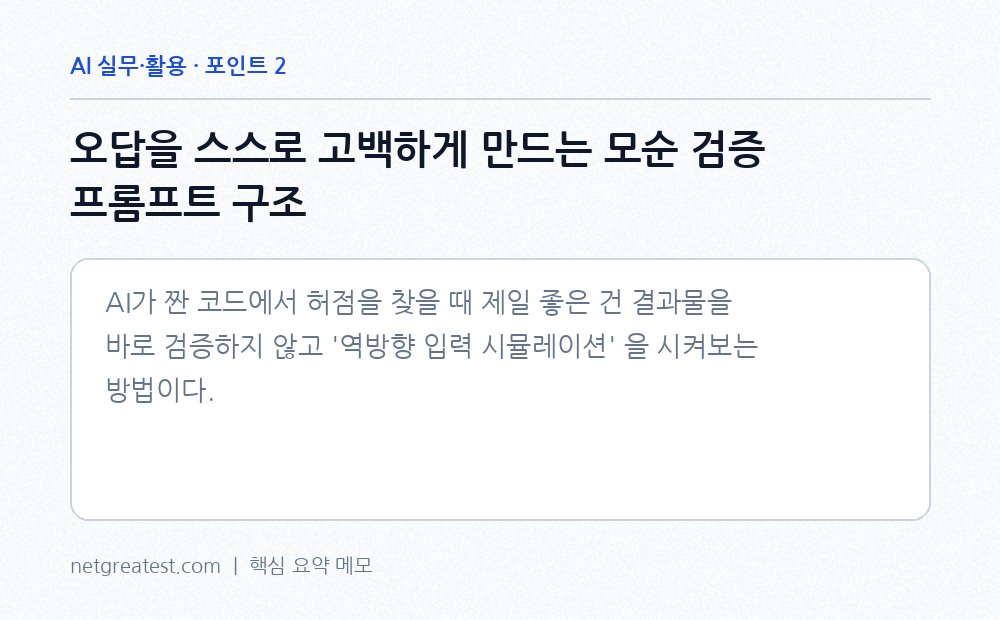 AI 실무·활용 · 포인트 2
오답을 스스로 고백하게 만드는 모순 검증
프롬프트 구조
AI가 짠 코드에서 허점을 찾을 때 제일 좋은 건 결과물을
바로 검증하지 않고 '역방향 입력 시뮬레이션' 을 시켜보는
방법이다.
netgreatest.com | 핵심 요약 메모